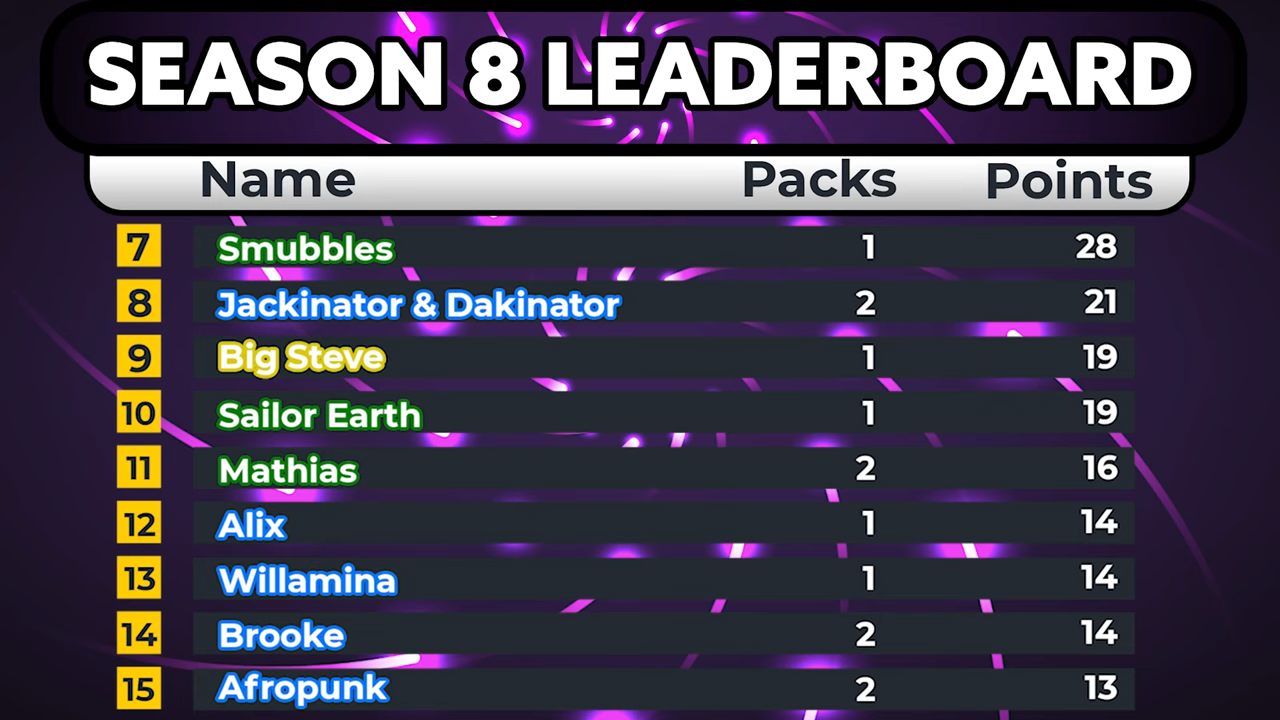 SEASON 8 LEADERBOARD
Name Packs Points
7 Smubbles 1 28
8 Jackinator & Dakinator 2 21
9 Big Steve 1 19
10 Sailor Earth 1 19
11 Mathias 2 16
12 Alix 1 14
13 Willamina 1 14
14 Brooke 2 14
15 Afropunk 2 13